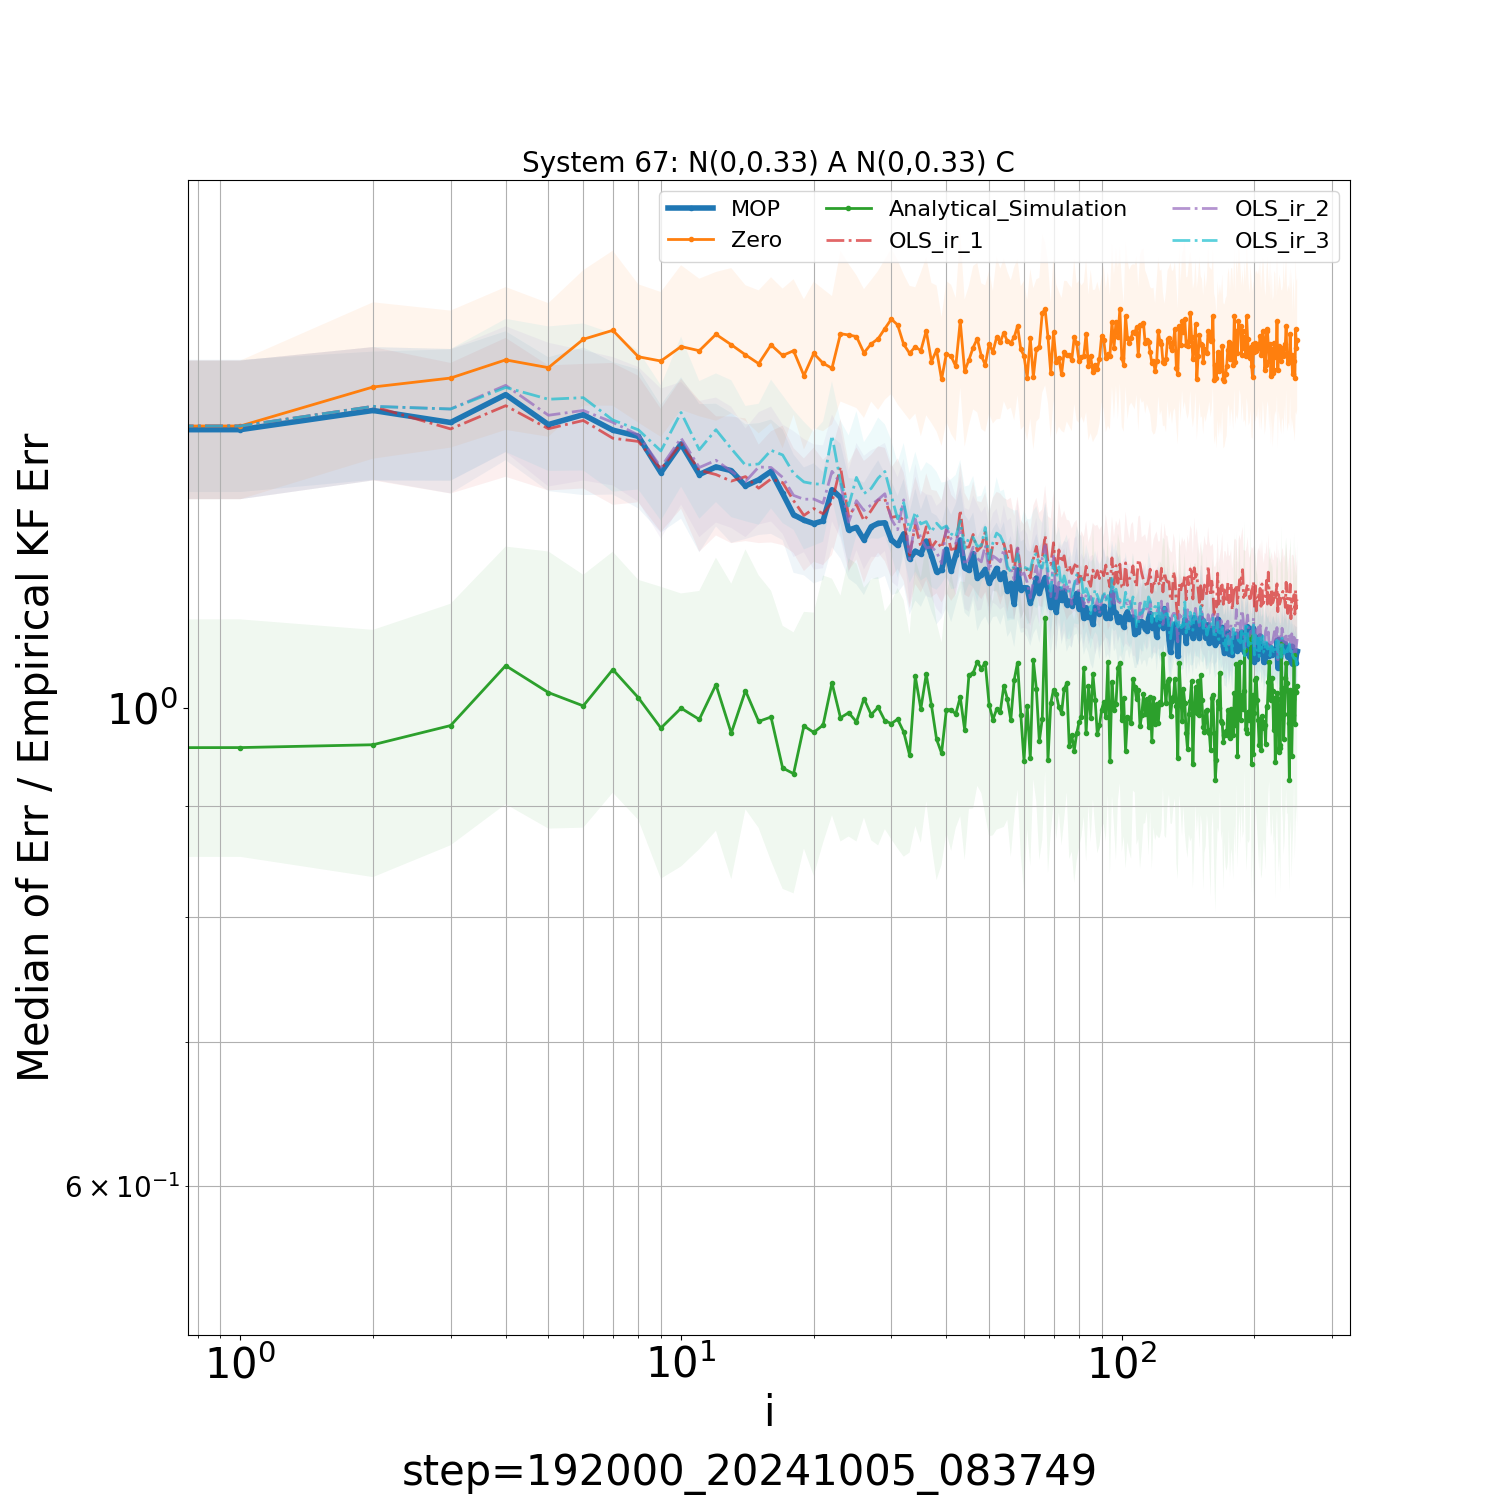 System 67: N(0,0.33) A N(0,0.33) C
MOP
Zero
Analytical_Simulation
OLS_ir_1
OLS_ir_2
OLS_ir_3
Median of Err / Empirical KF Err
10⁰
6 × 10⁻¹
10⁰
10¹
10²
i
step=192000_20241005_083749